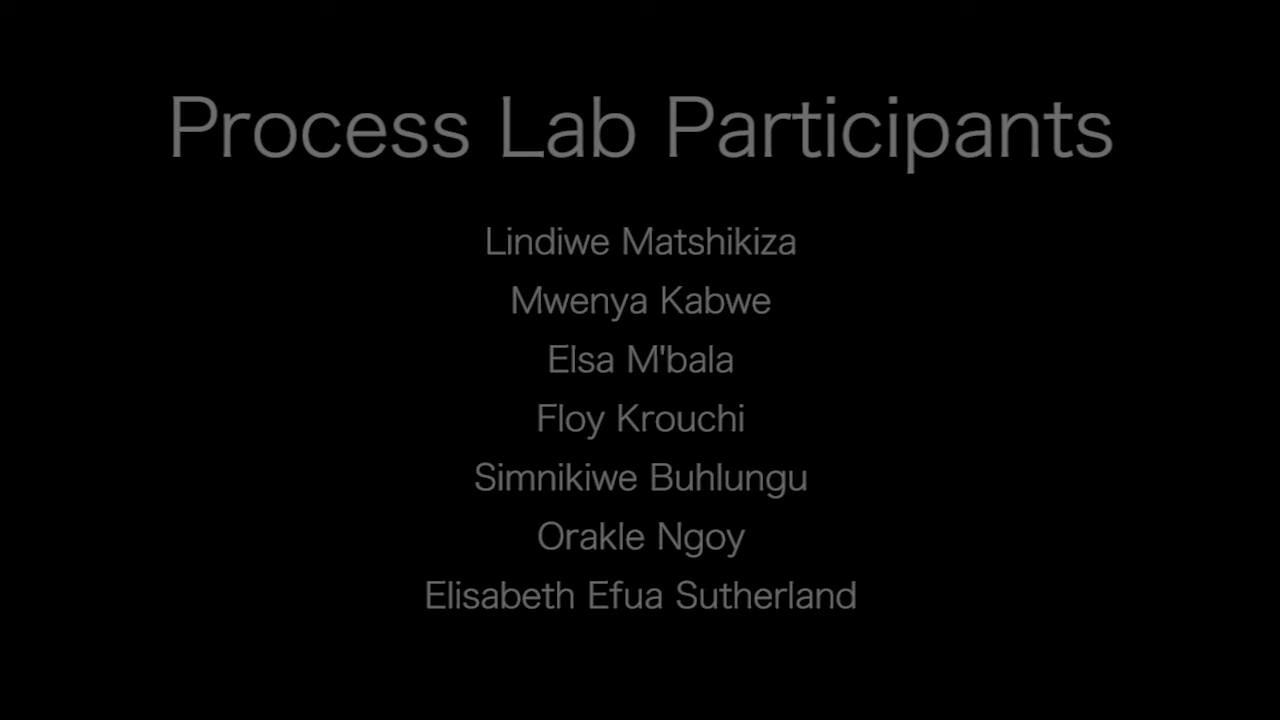 Process Lab Participants
Lindiwe Matshikiza
Mwenya Kabwe
Elsa M'bala
Floy Krouchi
Simnikiwe Buhlungu
Orakle Ngoy
Elisabeth Efua Sutherland